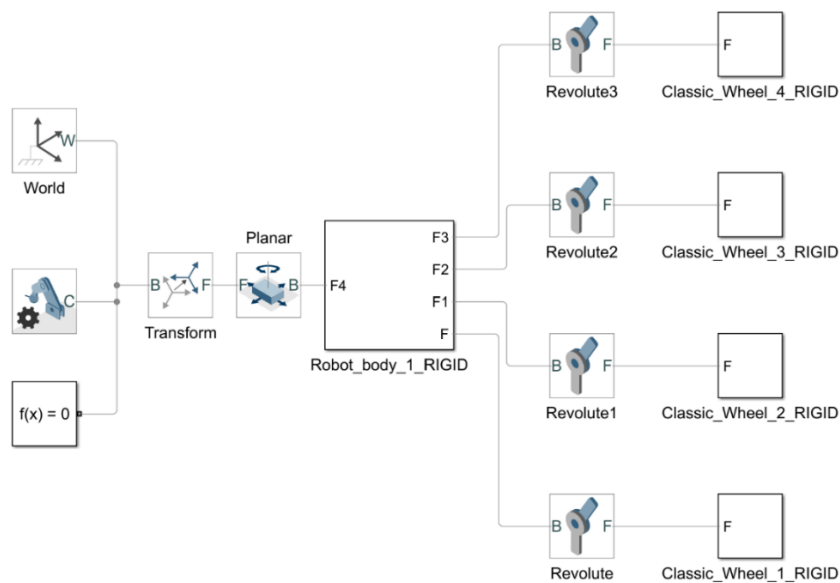 B
F
F
Revolute3
Classic_Wheel_4_RIGID
W
World
B
F
F
Revolute2
Classic_Wheel_3_RIGID
Planar
F3
F2
F1
F
F4
Robot_body_1_RIGID
C
B
F
Transform
F
B
B
F
F
Revolute1
Classic_Wheel_2_RIGID
f(x) = 0
B
F
F
Revolute
Classic_Wheel_1_RIGID